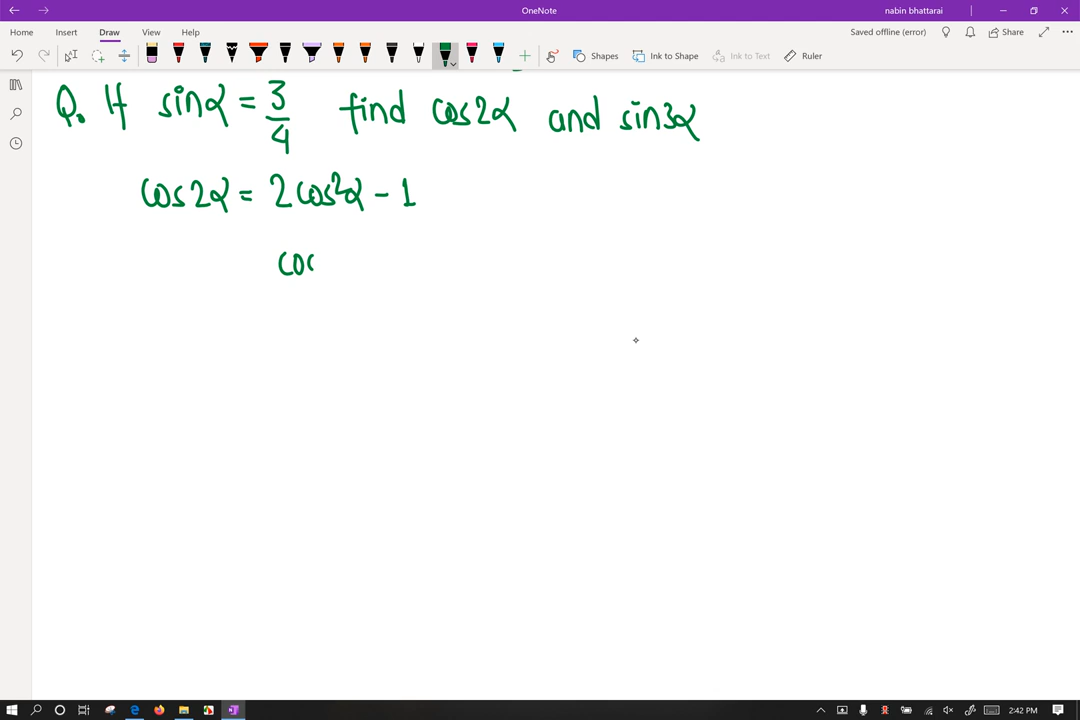 OneNote
nabin bhattarai
Home Insert Draw View Help
Saved offline (error) Share
Shapes Ink to Shape Ink to Text Ruler
Q. If sinα = 3/4 find cos2α and sin3α
cos2α = 2cos²α - 1
coc
2:42 PM